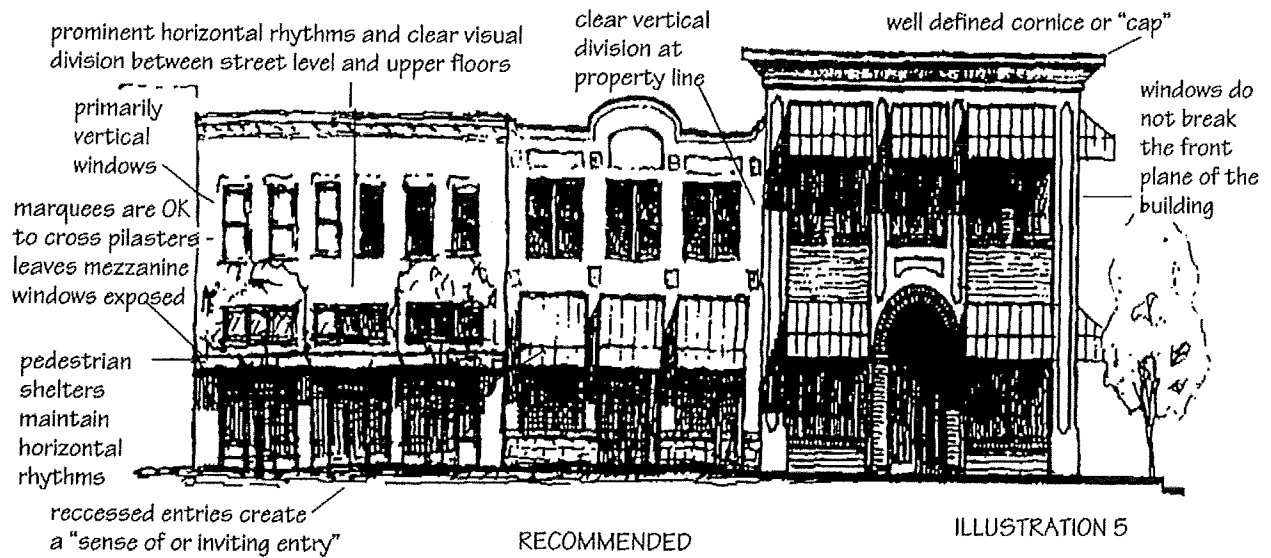 prominent horizontal rhythms and clear visual
division between street level and upper floors
clear vertical
division at
property line
well defined cornice or “cap”
primarily
vertical
windows
windows do
not break
the front
plane of the
building
marquees are OK
to cross pilasters
leaves mezzanine
windows exposed
pedestrian
shelters
maintain
horizontal
rhythms
reccessed entries create
a “sense of or inviting entry”
RECOMMENDED
ILLUSTRATION 5